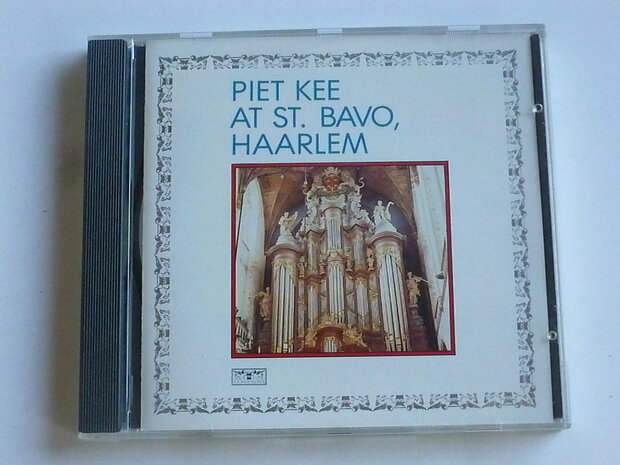 PIET KEE
AT ST. BAVO,
HAARLEM